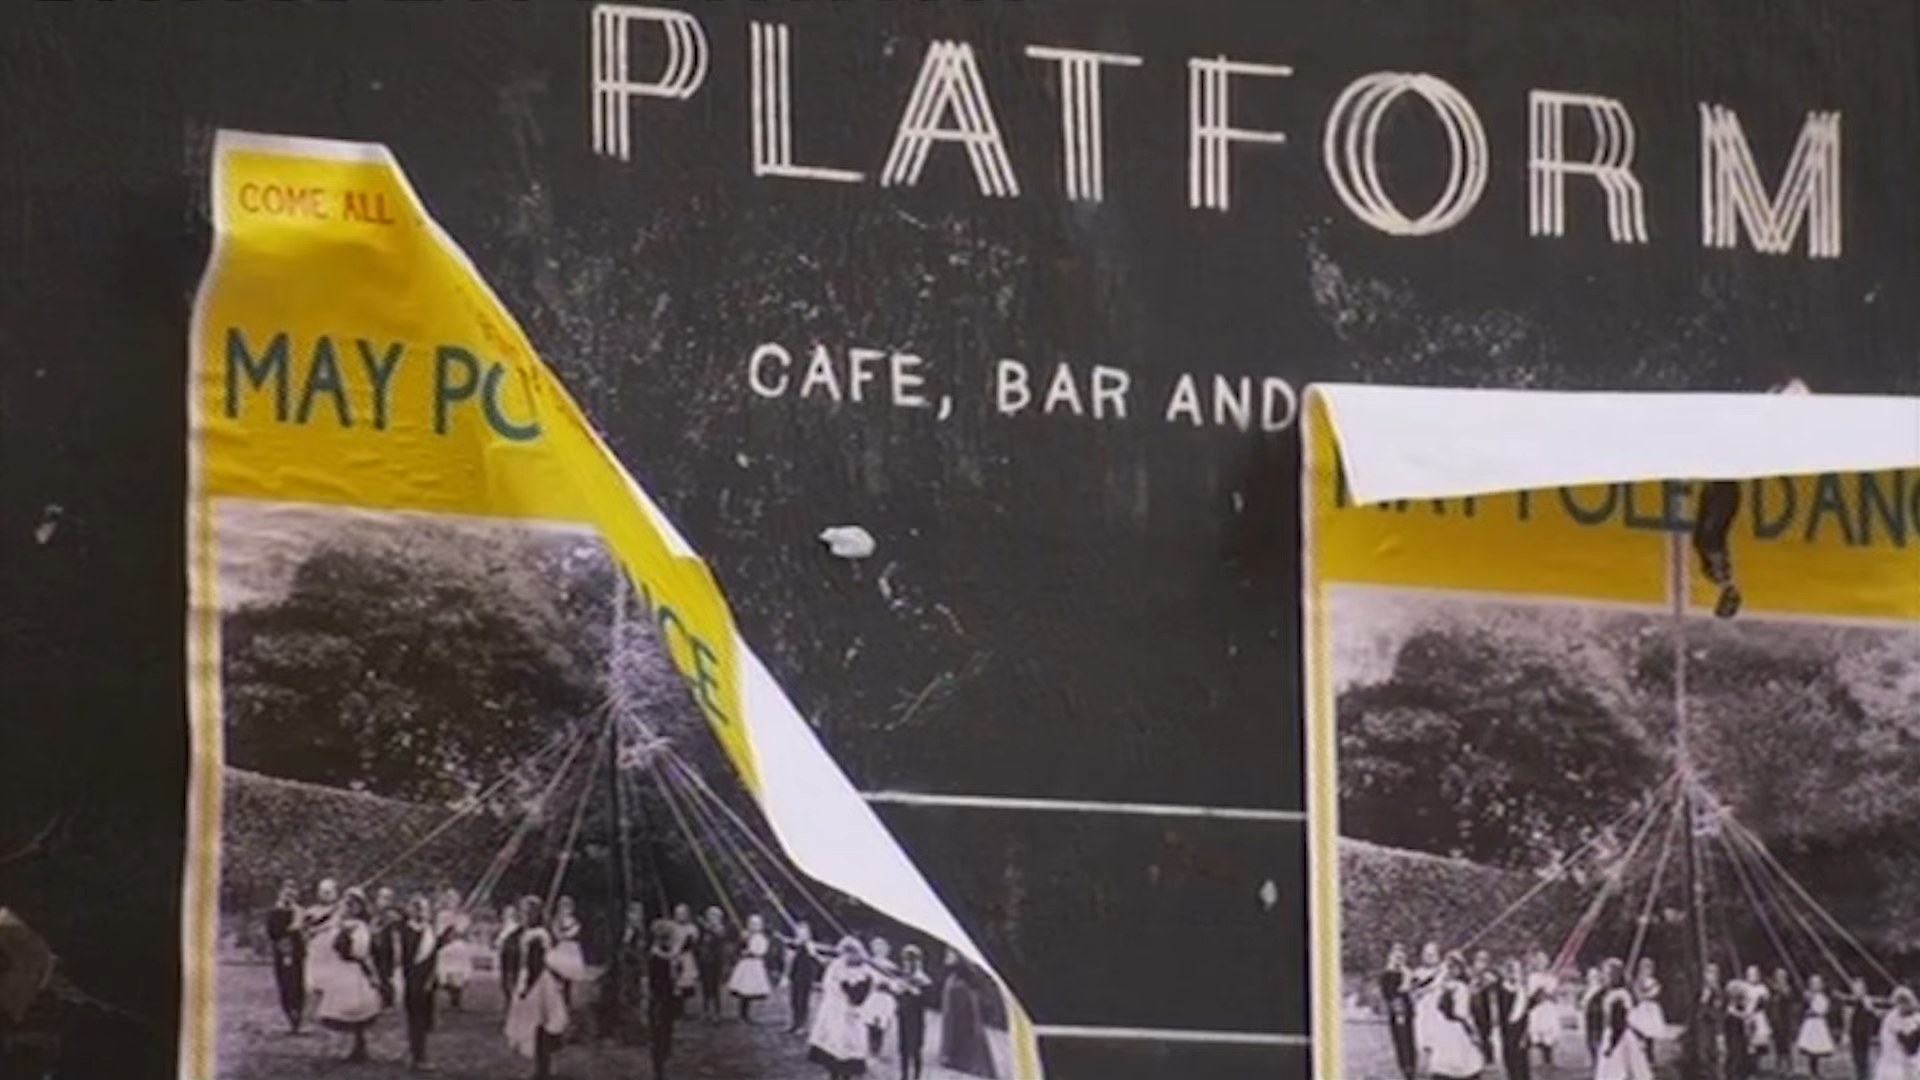 PLATFORM
COME ALL
CAFE, BAR AND
MAY PO
MAYPOLE DANC
NCE